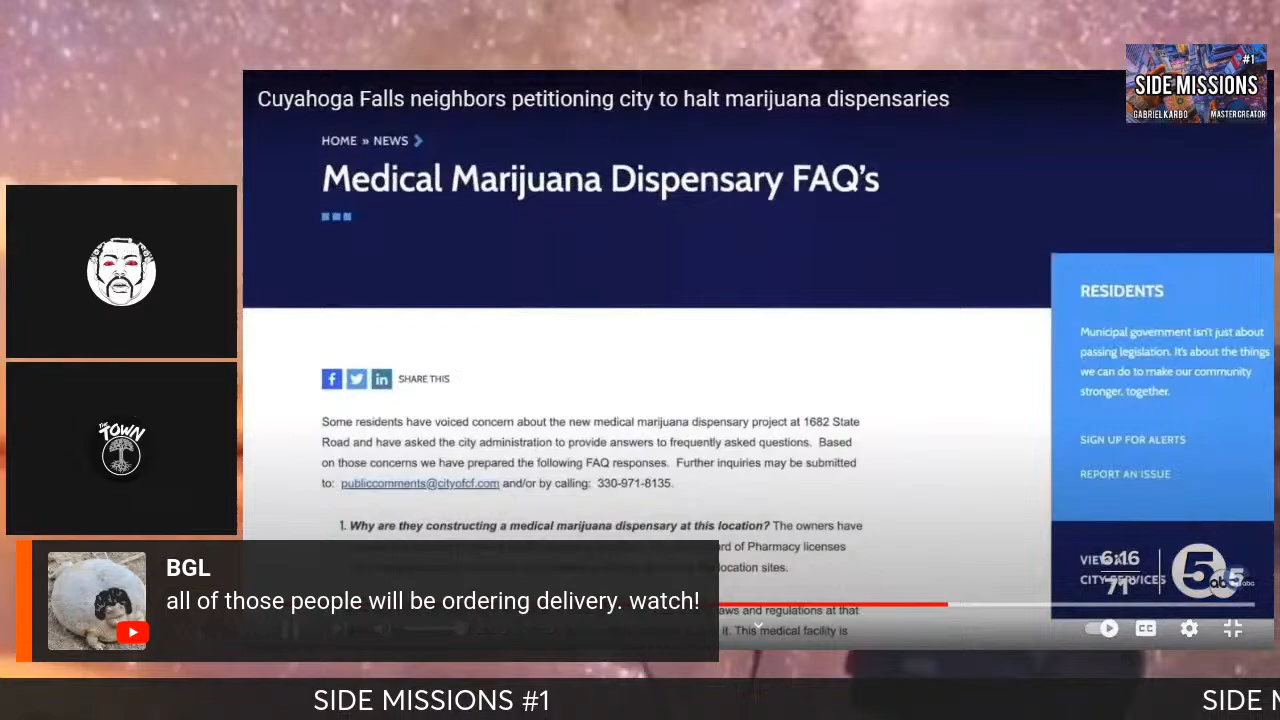 #1
SIDE MISSIONS
GABRIELKARBO MASTERCREATOR
Cuyahoga Falls neighbors petitioning city to halt marijuana dispensaries
HOME » NEWS
Medical Marijuana Dispensary FAQ's
SHARE THIS
Some residents have voiced concern about the new medical marijuana dispensary project at 1682 State
Road and have asked the city administration to provide answers to frequently asked questions. Based
on those concerns we have prepared the following FAQ responses. Further inquiries may be submitted
to: publiccomments@cityofcf.com and/or by calling: 330-971-8135.
1. Why are they constructing a medical marijuana dispensary at this location? The owners have
of Pharmacy licenses
location sites.
laws and regulations at that
it. This medical facility is
RESIDENTS
Municipal government isn't just about
passing legislation. It's about the things
we can do to make our community
stronger, together.
SIGN UP FOR ALERTS
REPORT AN ISSUE
VIEW ALL
CITY SERVICES
6:16
71°
5
abc
CC
THE
TOWN
BGL
all of those people will be ordering delivery. watch!
SIDE MISSIONS #1
SIDE